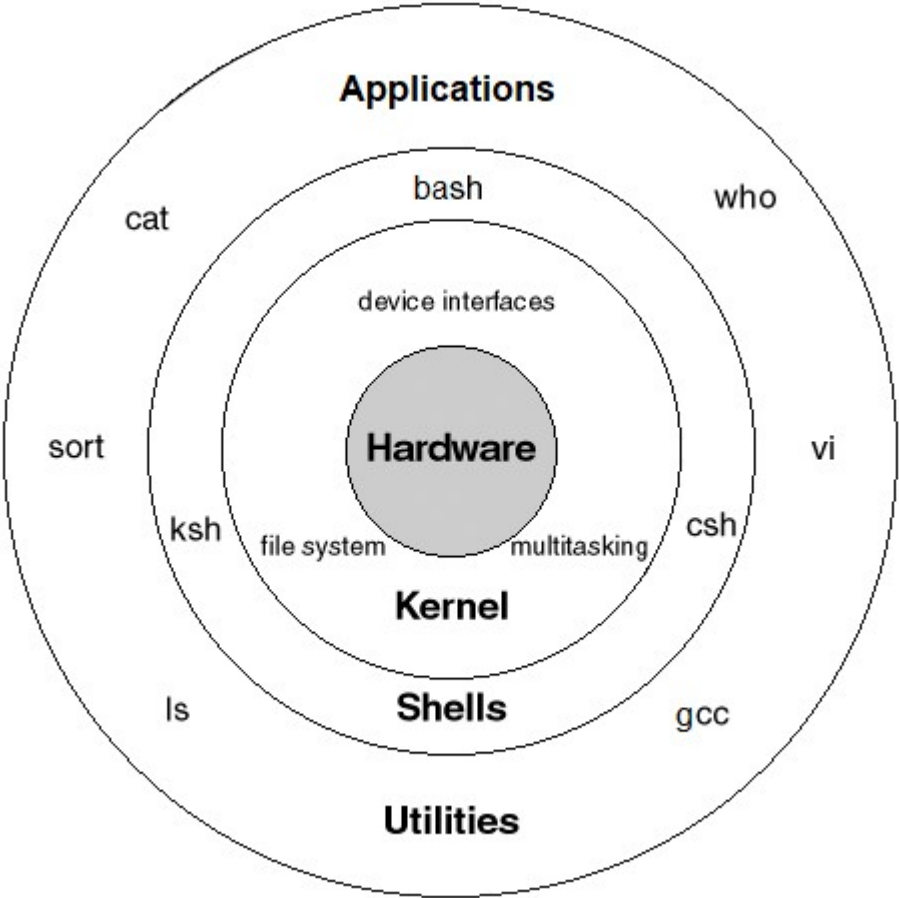 Applications
bash
who
cat
device interfaces
Hardware
sort
vi
ksh
csh
file system
multitasking
Kernel
Shells
ls
gcc
Utilities